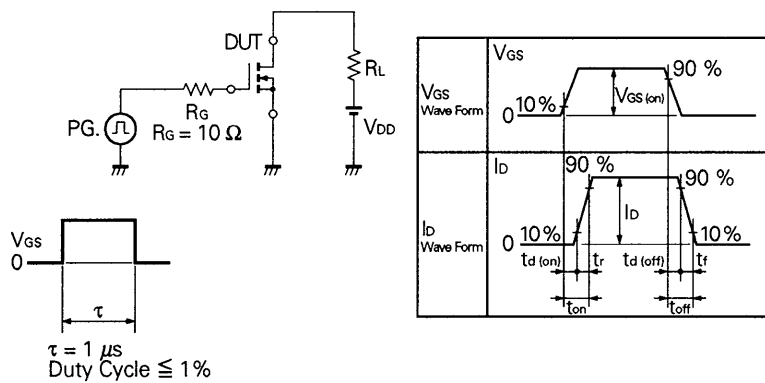 DUT
RL
RG
RG = 10 Ω
PG.
VDD
VGS
0
τ
τ = 1 μs
Duty Cycle ≦ 1%
VGS
Wave Form
VGS
10 %
0
VGS (on)
90 %
ID
Wave Form
ID
90 %
90 %
0
10 %
ID
10 %
td (on)
tr
td (off)
tf
ton
toff